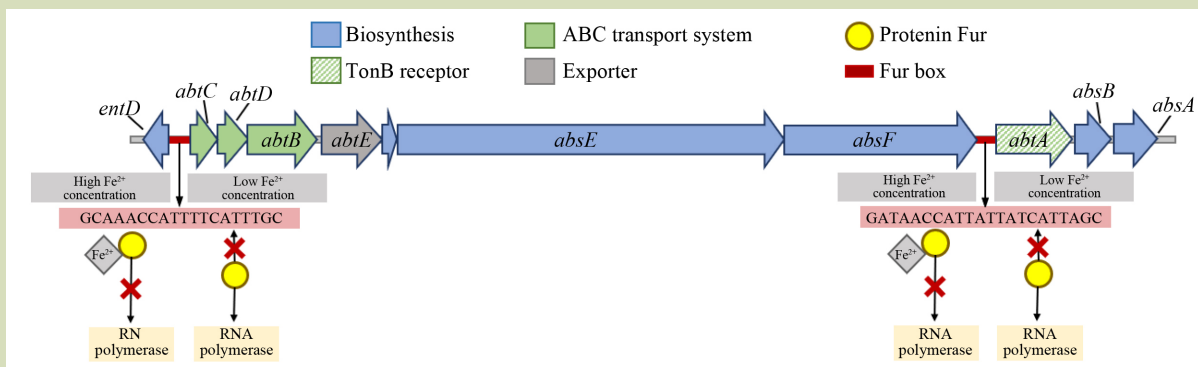 Biosynthesis
ABC transport system
Protenin Fur
TonB receptor
Exporter
Fur box
entD
abtC
abtD
abtB
abtE
absE
absF
abtA
absB
absA
High Fe²⁺
concentration
Low Fe²⁺
concentration
High Fe²⁺
concentration
Low Fe²⁺
concentration
GCAAACCATTTTCATTTGC
GATAACCATTATTATCATTAGC
Fe²⁺
Fe²⁺
RN
polymerase
RNA
polymerase
RNA
polymerase
RNA
polymerase